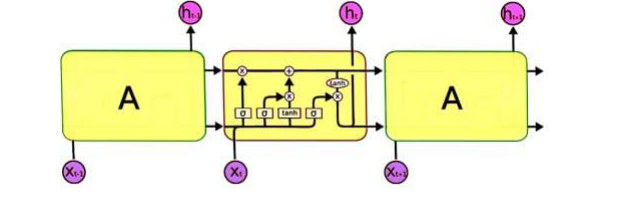 ht-1 ht ht+1
x +
tanh
A x x A
σ σ tanh σ
Xt-1 Xt Xt+1